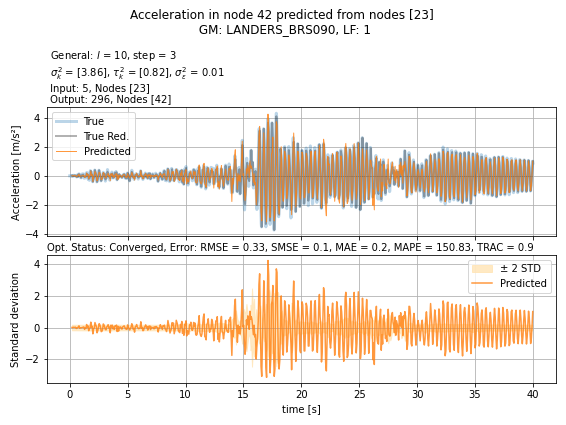 Acceleration in node 42 predicted from nodes [23]
GM: LANDERS_BRS090, LF: 1
General: l = 10, step = 3
σ²ₖ = [3.86], τ²ₖ = [0.82], σ²ε = 0.01
Input: 5, Nodes [23]
Output: 296, Nodes [42]
Acceleration [m/s²]
4
2
0
−2
−4
True
True Red.
Predicted
Opt. Status: Converged, Error: RMSE = 0.33, SMSE = 0.1, MAE = 0.2, MAPE = 150.83, TRAC = 0.9
Standard deviation
4
2
0
−2
± 2 STD
Predicted
0 5 10 15 20 25 30 35 40
time [s]